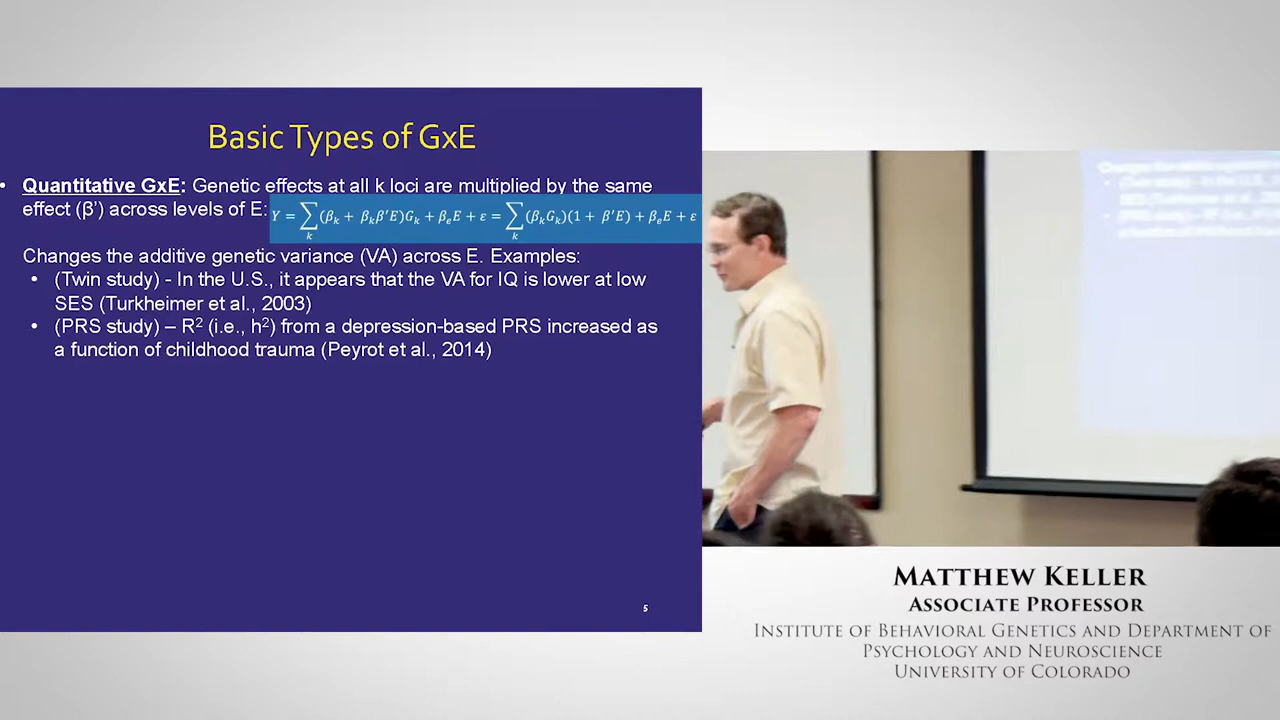 Basic Types of GxE
• Quantitative GxE: Genetic effects at all k loci are multiplied by the same
effect (β') across levels of E: Y = ∑k (βk + βkβ'E)Gk + βeE + ε = ∑k (βkGk)(1 + β'E) + βeE + ε
Changes the additive genetic variance (VA) across E. Examples:
• (Twin study) - In the U.S., it appears that the VA for IQ is lower at low
SES (Turkheimer et al., 2003)
• (PRS study) – R² (i.e., h²) from a depression-based PRS increased as
a function of childhood trauma (Peyrot et al., 2014)
5
MATTHEW KELLER
ASSOCIATE PROFESSOR
INSTITUTE OF BEHAVIORAL GENETICS AND DEPARTMENT OF
PSYCHOLOGY AND NEUROSCIENCE
UNIVERSITY OF COLORADO